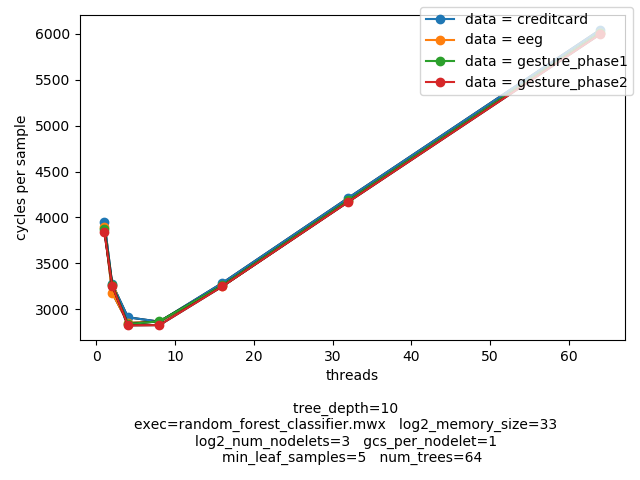 data = creditcard
data = eeg
data = gesture_phase1
data = gesture_phase2
6000
5500
5000
4500
4000
3500
3000
cycles per sample
0 10 20 30 40 50 60
threads
tree_depth=10
exec=random_forest_classifier.mwx log2_memory_size=33
log2_num_nodelets=3 gcs_per_nodelet=1
min_leaf_samples=5 num_trees=64